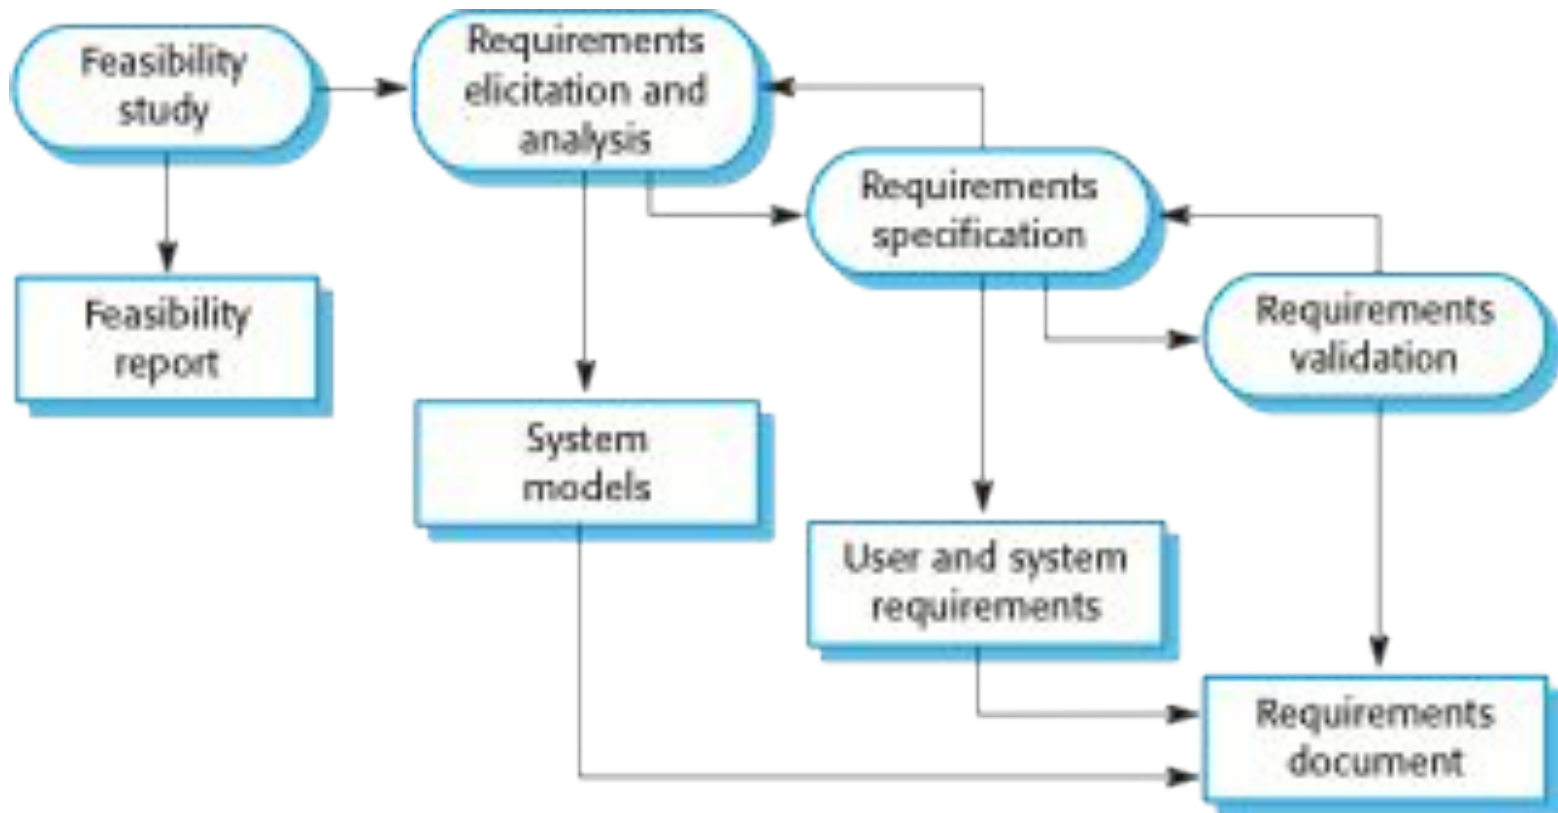 Feasibility
study
Requirements
elicitation and
analysis
Requirements
specification
Requirements
validation
Feasibility
report
System
models
User and system
requirements
Requirements
document